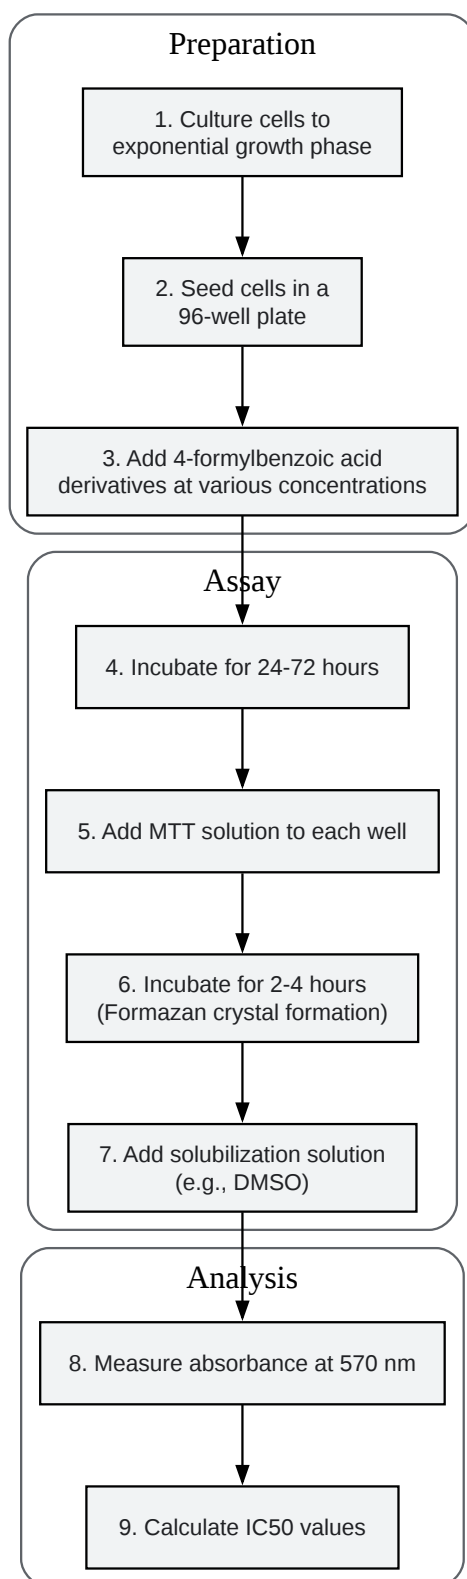 Preparation
1. Culture cells to
exponential growth phase
2. Seed cells in a
96-well plate
3. Add 4-formylbenzoic acid
derivatives at various concentrations
Assay
4. Incubate for 24-72 hours
5. Add MTT solution to each well
6. Incubate for 2-4 hours
(Formazan crystal formation)
7. Add solubilization solution
(e.g., DMSO)
Analysis
8. Measure absorbance at 570 nm
9. Calculate IC50 values